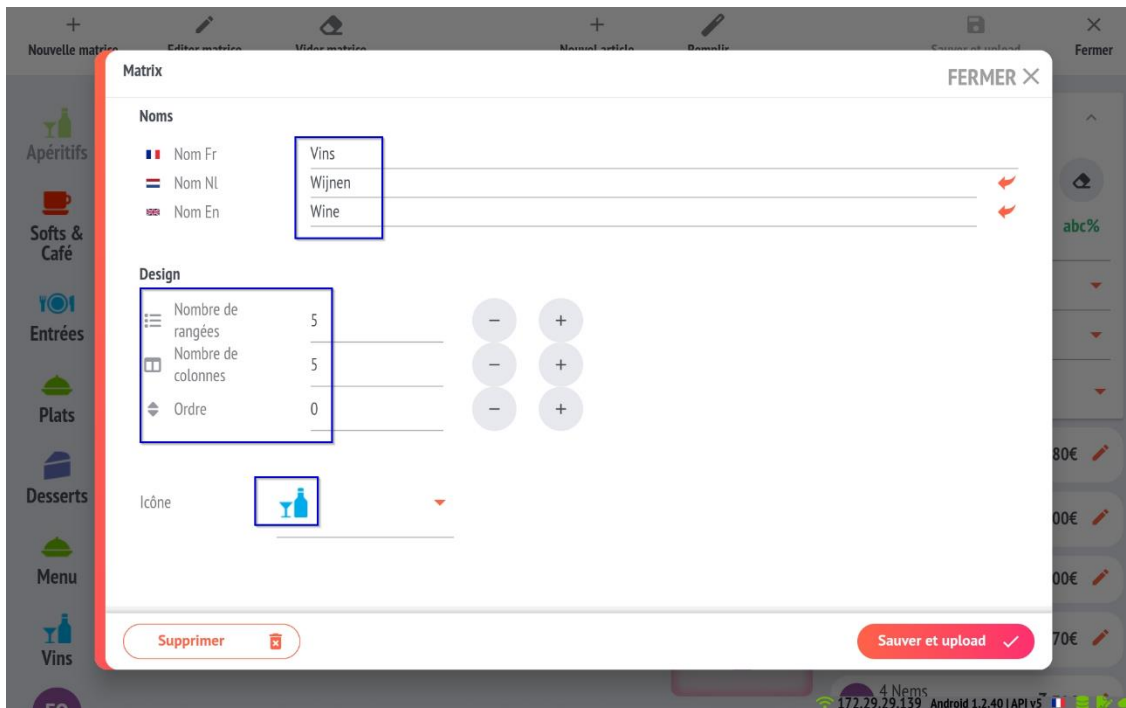 Nouvelle matrice
Editer matrice
Vider matrice
Nouvel article
Remplir
Sauver et upload
Fermer
Matrix
FERMER
Noms
Nom Fr
Vins
Nom Nl
Wijnen
Nom En
Wine
Design
Nombre de
rangées
5
Nombre de
colonnes
5
Ordre
0
Icône
Supprimer
Sauver et upload
Apéritifs
Softs &
Café
Entrées
Plats
Desserts
Menu
Vins
abc%
80€
00€
00€
70€
4 Nems
172.29.29.139 Android 1.2.40 | API v5